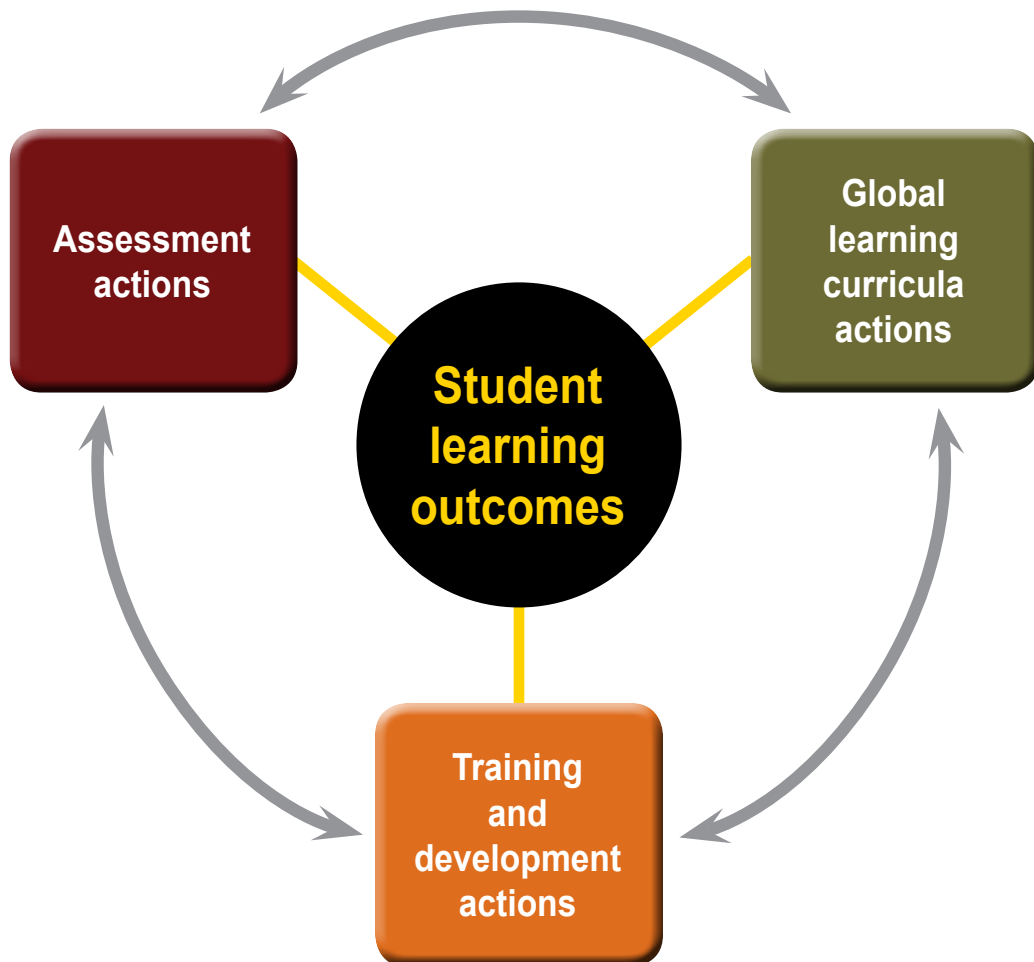 Assessment
actions
Global
learning
curricula
actions
Student
learning
outcomes
Training
and
development
actions